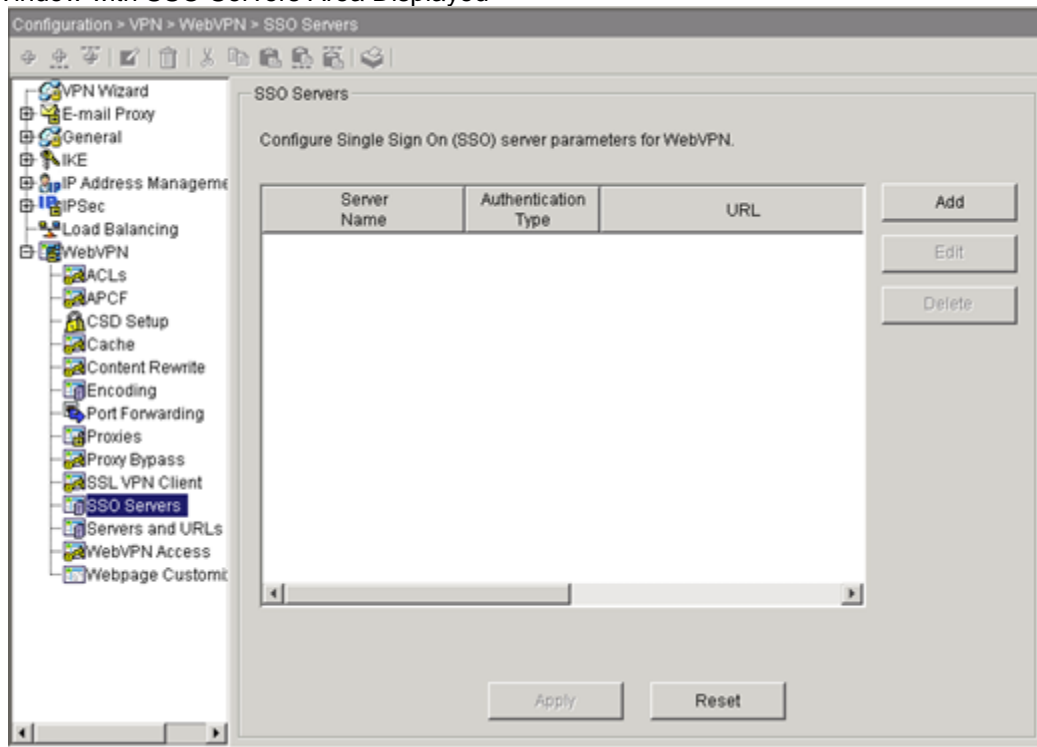 Window with SSO Servers Area Displayed
Configuration > VPN > WebVPN > SSO Servers
VPN Wizard
E-mail Proxy
General
IKE
IP Address Manageme
IPSec
Load Balancing
WebVPN
ACLs
APCF
CSD Setup
Cache
Content Rewrite
Encoding
Port Forwarding
Proxies
Proxy Bypass
SSL VPN Client
SSO Servers
Servers and URLs
WebVPN Access
Webpage Customiz
SSO Servers
Configure Single Sign On (SSO) server parameters for WebVPN.
Server Name
Authentication Type
URL
Add
Edit
Delete
Apply
Reset